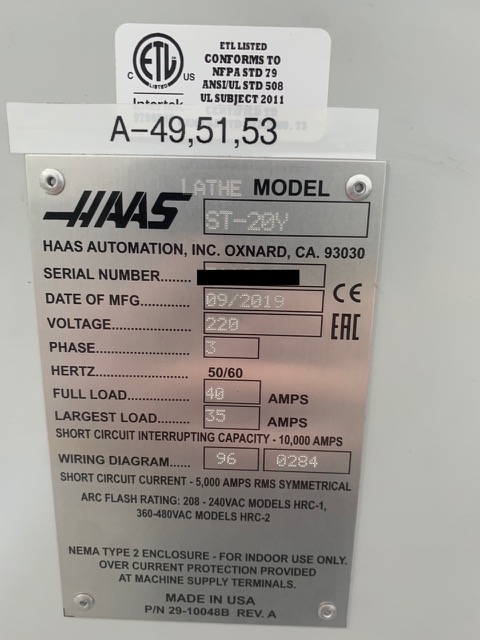 ETL LISTED
CONFORMS TO
NFPA STD 79
ANSI/UL STD 508
UL SUBJECT 2011
C ETL LISTED US
Intertek
A-49,51,53
LATHE MODEL
HAAS ST-20Y
HAAS AUTOMATION, INC. OXNARD, CA. 93030
SERIAL NUMBER........
DATE OF MFG.......... 09/2019 CE
VOLTAGE................ 220 EAC
PHASE.................... 3
HERTZ.................... 50/60
FULL LOAD............. 40 AMPS
LARGEST LOAD...... 35 AMPS
SHORT CIRCUIT INTERRUPTING CAPACITY - 10,000 AMPS
WIRING DIAGRAM...... 96 0284
SHORT CIRCUIT CURRENT - 5,000 AMPS RMS SYMMETRICAL
ARC FLASH RATING: 208 - 240VAC MODELS HRC-1,
360-480VAC MODELS HRC-2
NEMA TYPE 2 ENCLOSURE - FOR INDOOR USE ONLY.
OVER CURRENT PROTECTION PROVIDED
AT MACHINE SUPPLY TERMINALS.
MADE IN USA
P/N 29-10048B REV. A